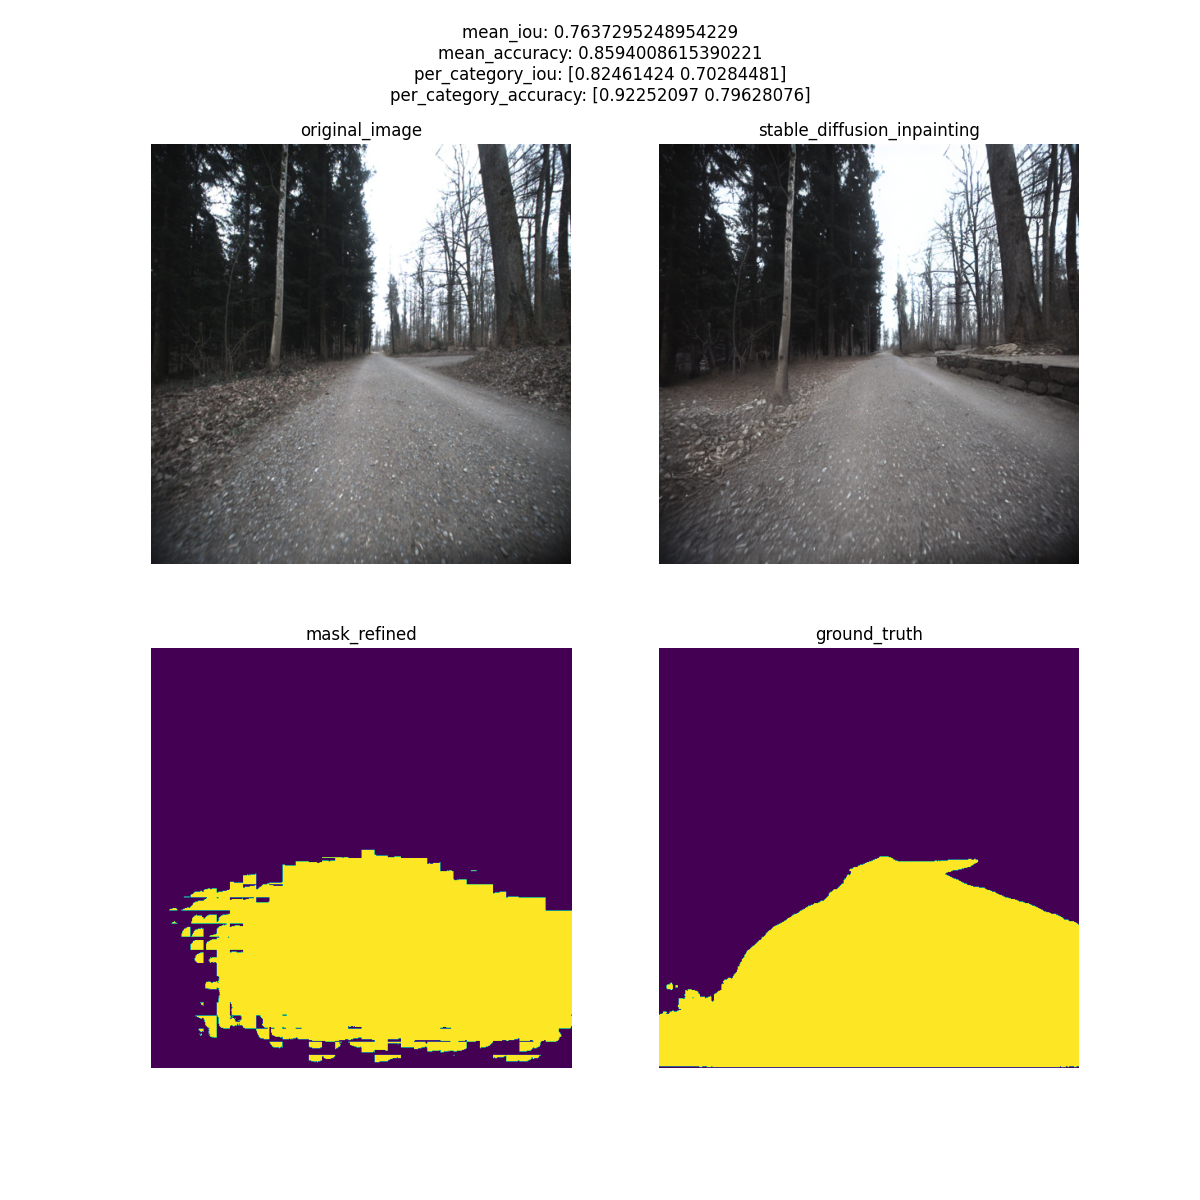 mean_iou: 0.7637295248954229
mean_accuracy: 0.8594008615390221
per_category_iou: [0.82461424 0.70284481]
per_category_accuracy: [0.92252097 0.79628076]
original_image
stable_diffusion_inpainting
mask_refined
ground_truth